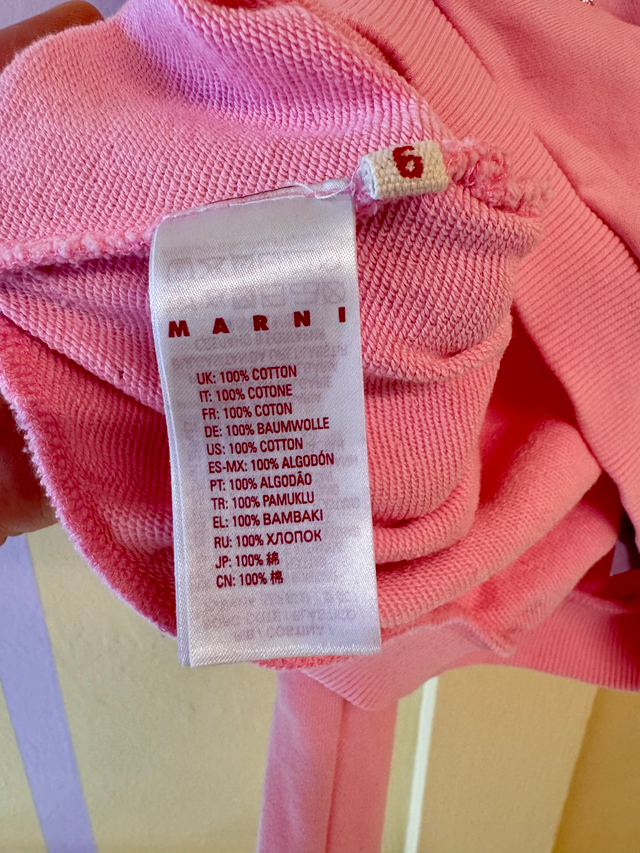 6
MARNI
UK: 100% COTTON
IT: 100% COTONE
FR: 100% COTON
DE: 100% BAUMWOLLE
US: 100% COTTON
ES-MX: 100% ALGODÓN
PT: 100% ALGODÃO
TR: 100% PAMUKLU
EL: 100% BAMBAKI
RU: 100% ХЛОПОК
JP: 100% 綿
CN: 100% 棉